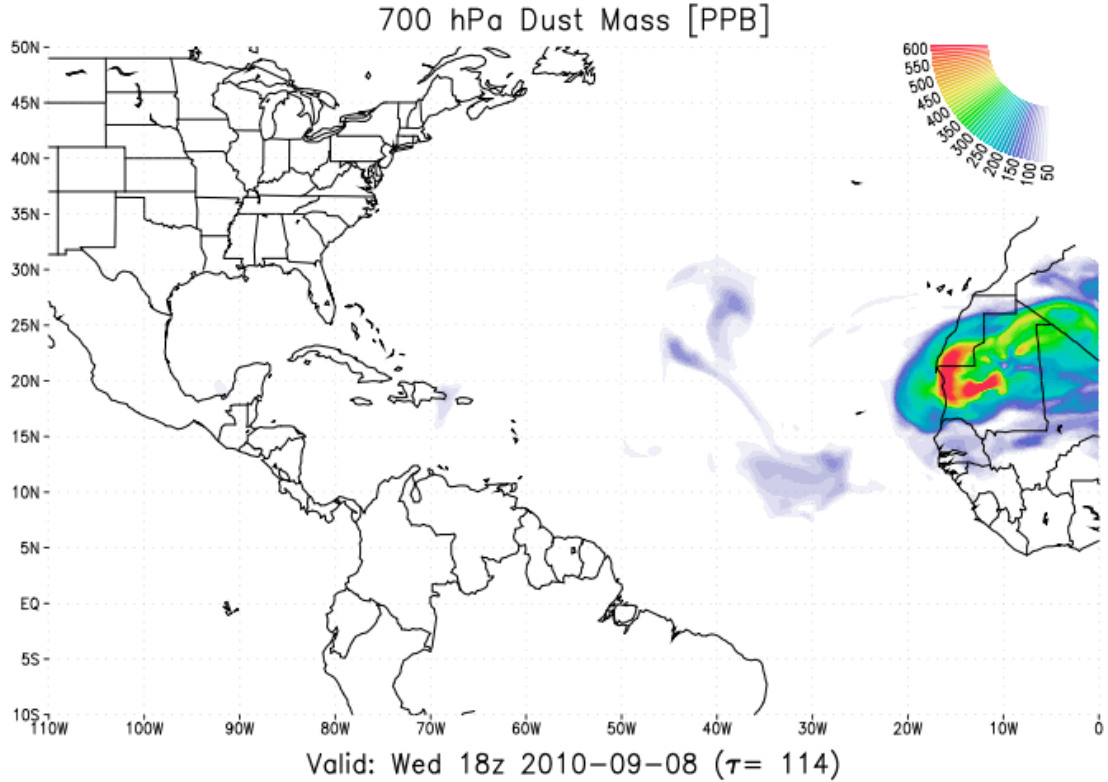 700 hPa Dust Mass [PPB]
600
550
500
450
400
350
300
250
200
150
100
50
50N
45N
40N
35N
30N
25N
20N
15N
10N
5N
EQ
5S
10S
110W 100W 90W 80W 70W 60W 50W 40W 30W 20W 10W 0
Valid: Wed 18z 2010-09-08 (τ= 114)